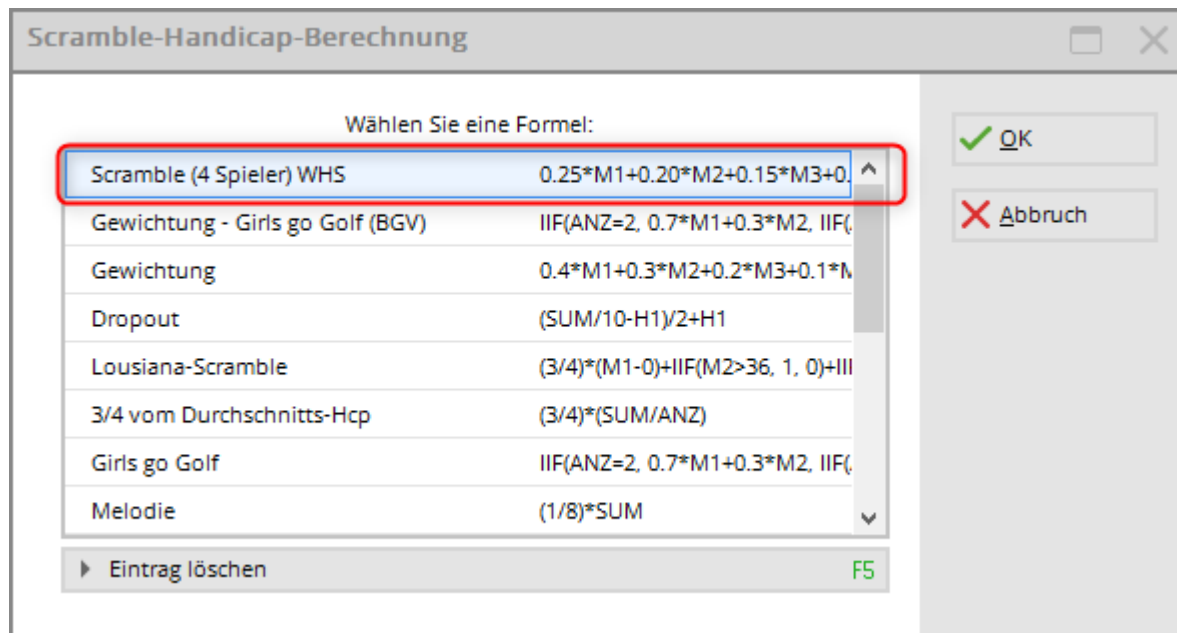 Scramble-Handicap-Berechnung
Wählen Sie eine Formel:
Scramble (4 Spieler) WHS 0.25*M1+0.20*M2+0.15*M3+0.
Gewichtung - Girls go Golf (BGV) IIF(ANZ=2, 0.7*M1+0.3*M2, IIF(
Gewichtung 0.4*M1+0.3*M2+0.2*M3+0.1*M
Dropout (SUM/10-H1)/2+H1
Lousiana-Scramble (3/4)*(M1-0)+IIF(M2>36, 1, 0)+III
3/4 vom Durchschnitts-Hcp (3/4)*(SUM/ANZ)
Girls go Golf IIF(ANZ=2, 0.7*M1+0.3*M2, IIF(
Melodie (1/8)*SUM
Eintrag löschen F5
OK
Abbruch